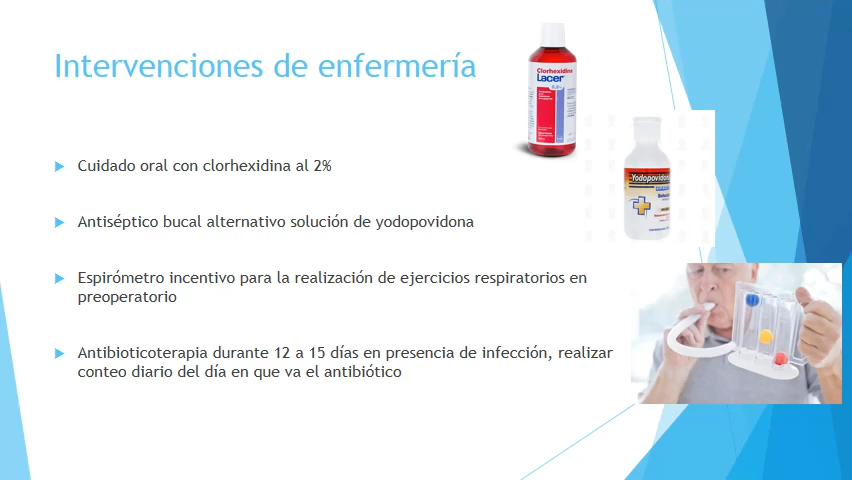 Intervenciones de enfermería
Clorhexidina
Lacer
Cuidado oral con clorhexidina al 2%
Yodopovidona
Antiséptico bucal alternativo solución de yodopovidona
Espirómetro incentivo para la realización de ejercicios respiratorios en
preoperatorio
Antibioticoterapia durante 12 a 15 días en presencia de infección, realizar
conteo diario del día en que va el antibiótico